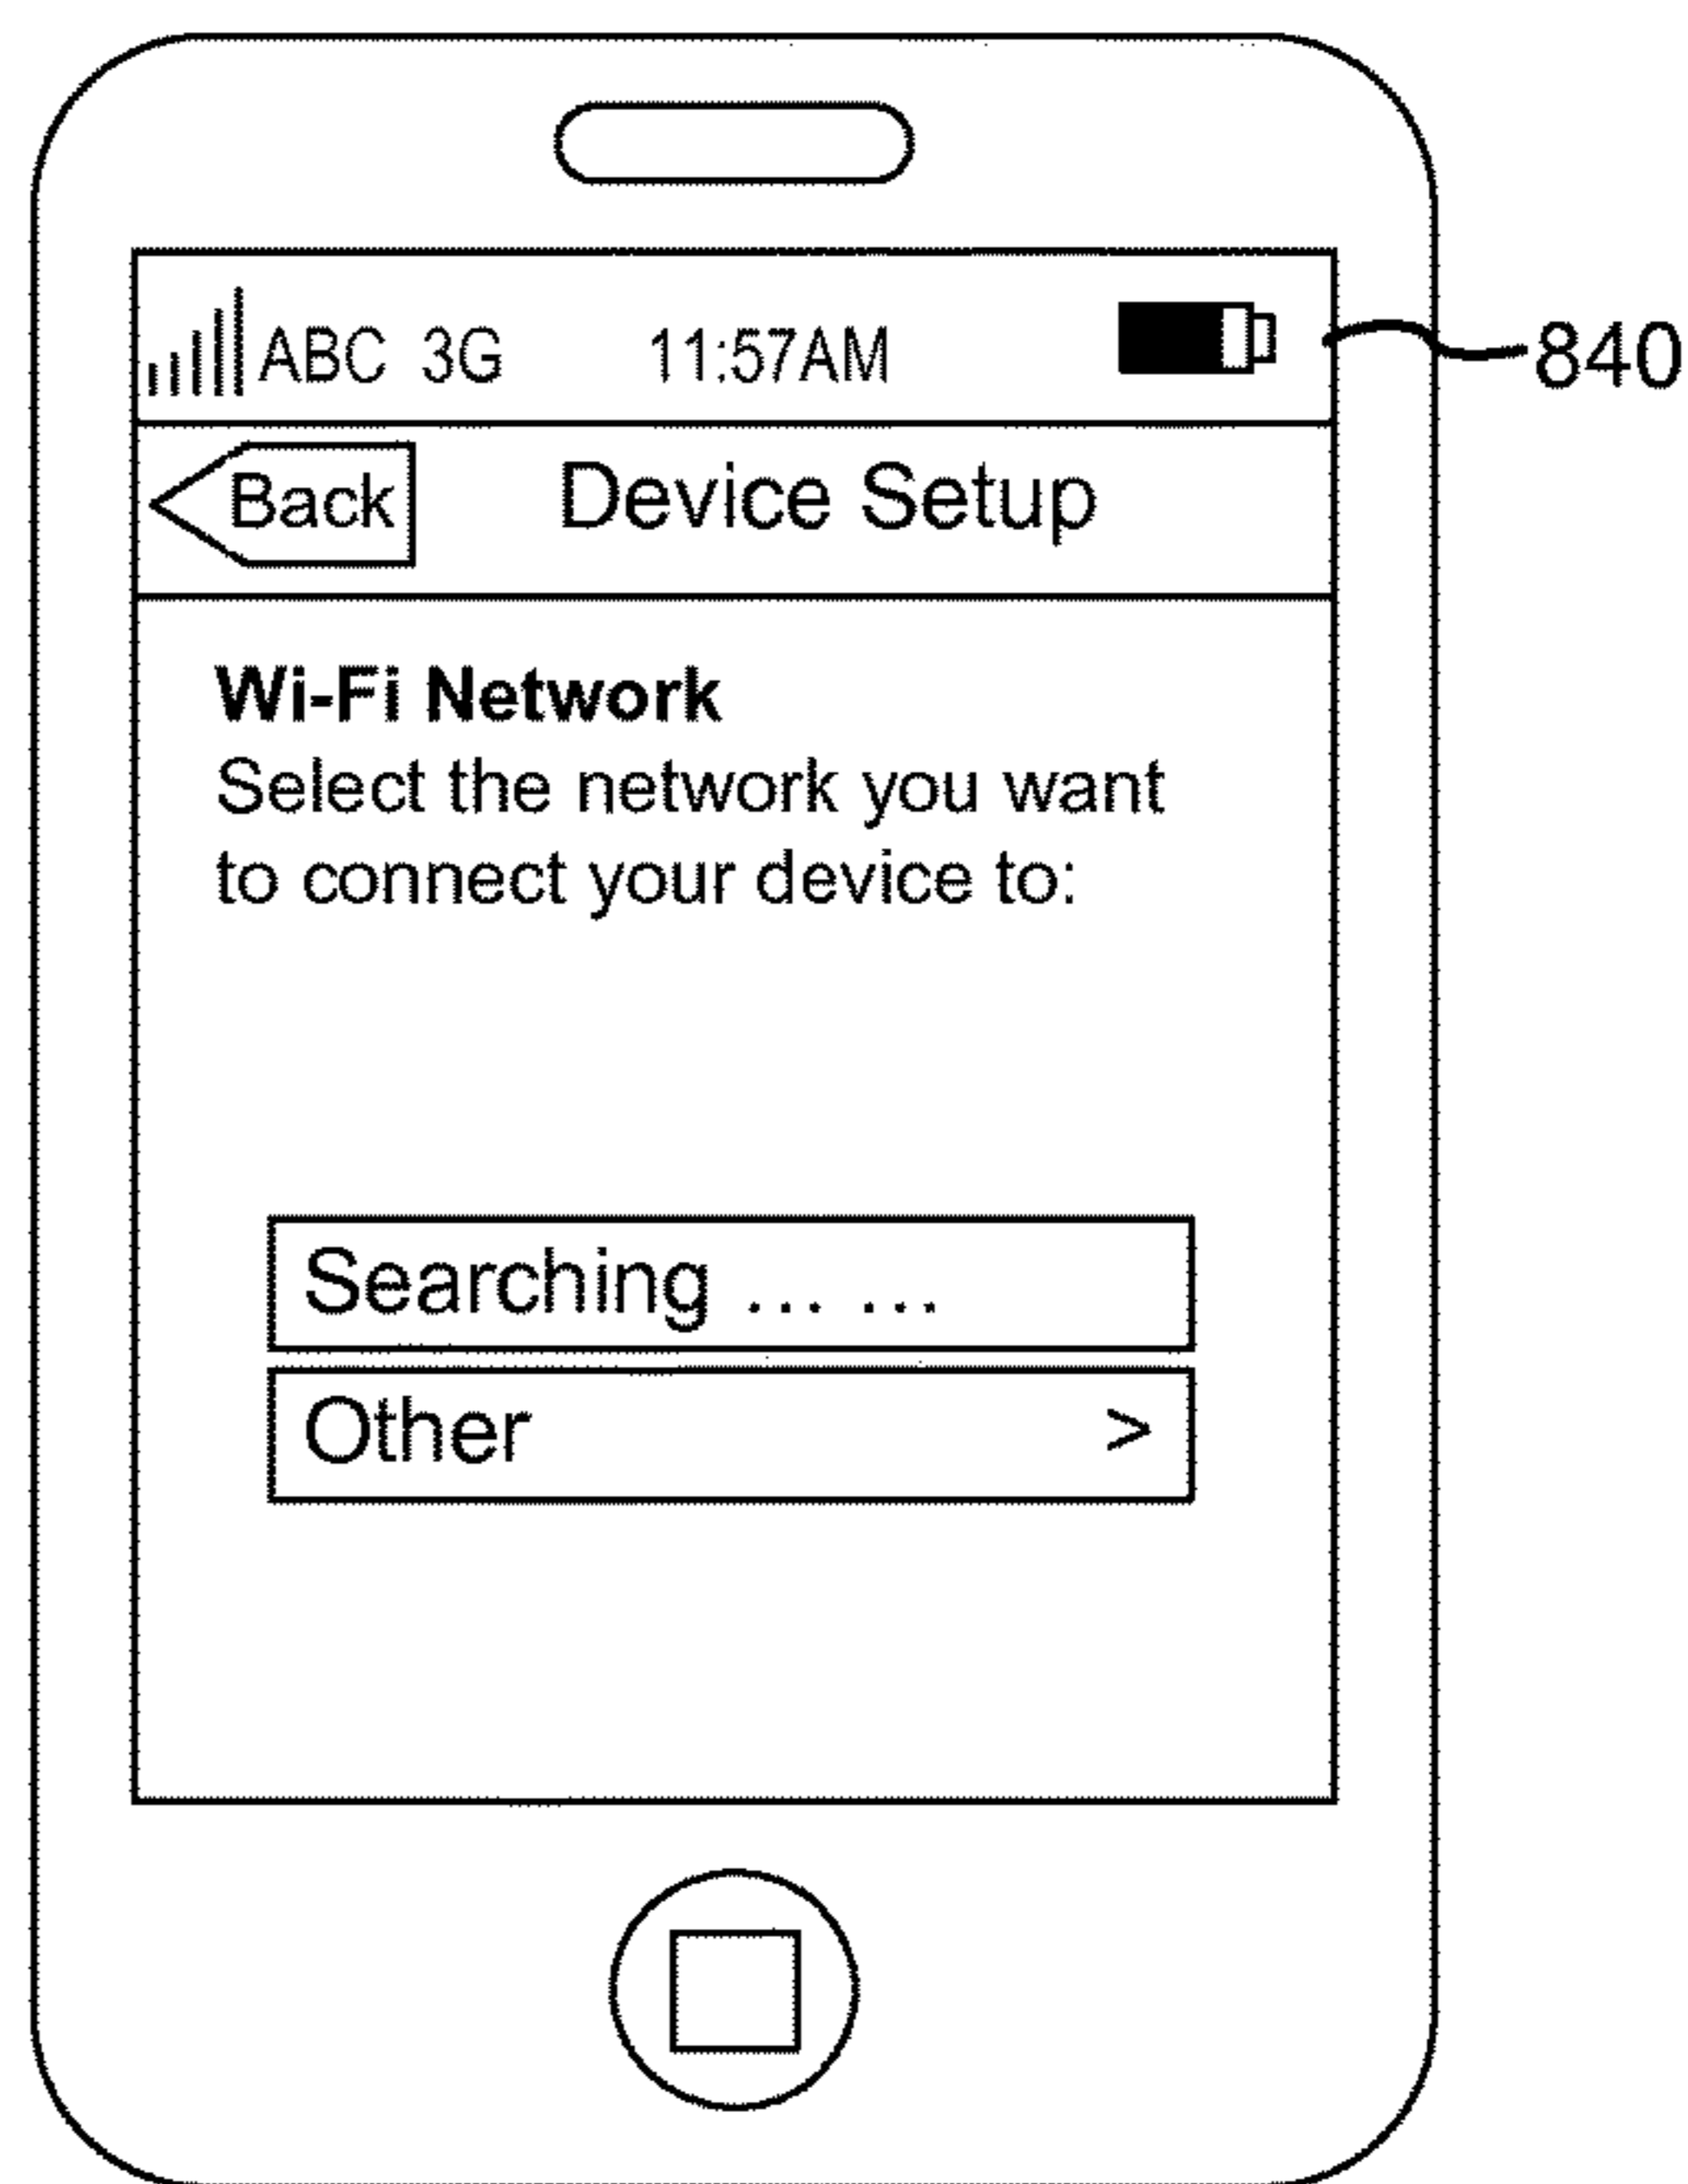 ABC 3G 11:57AM
840
Back Device Setup
Wi-Fi Network
Select the network you want
to connect your device to:
Searching ... ...
Other >